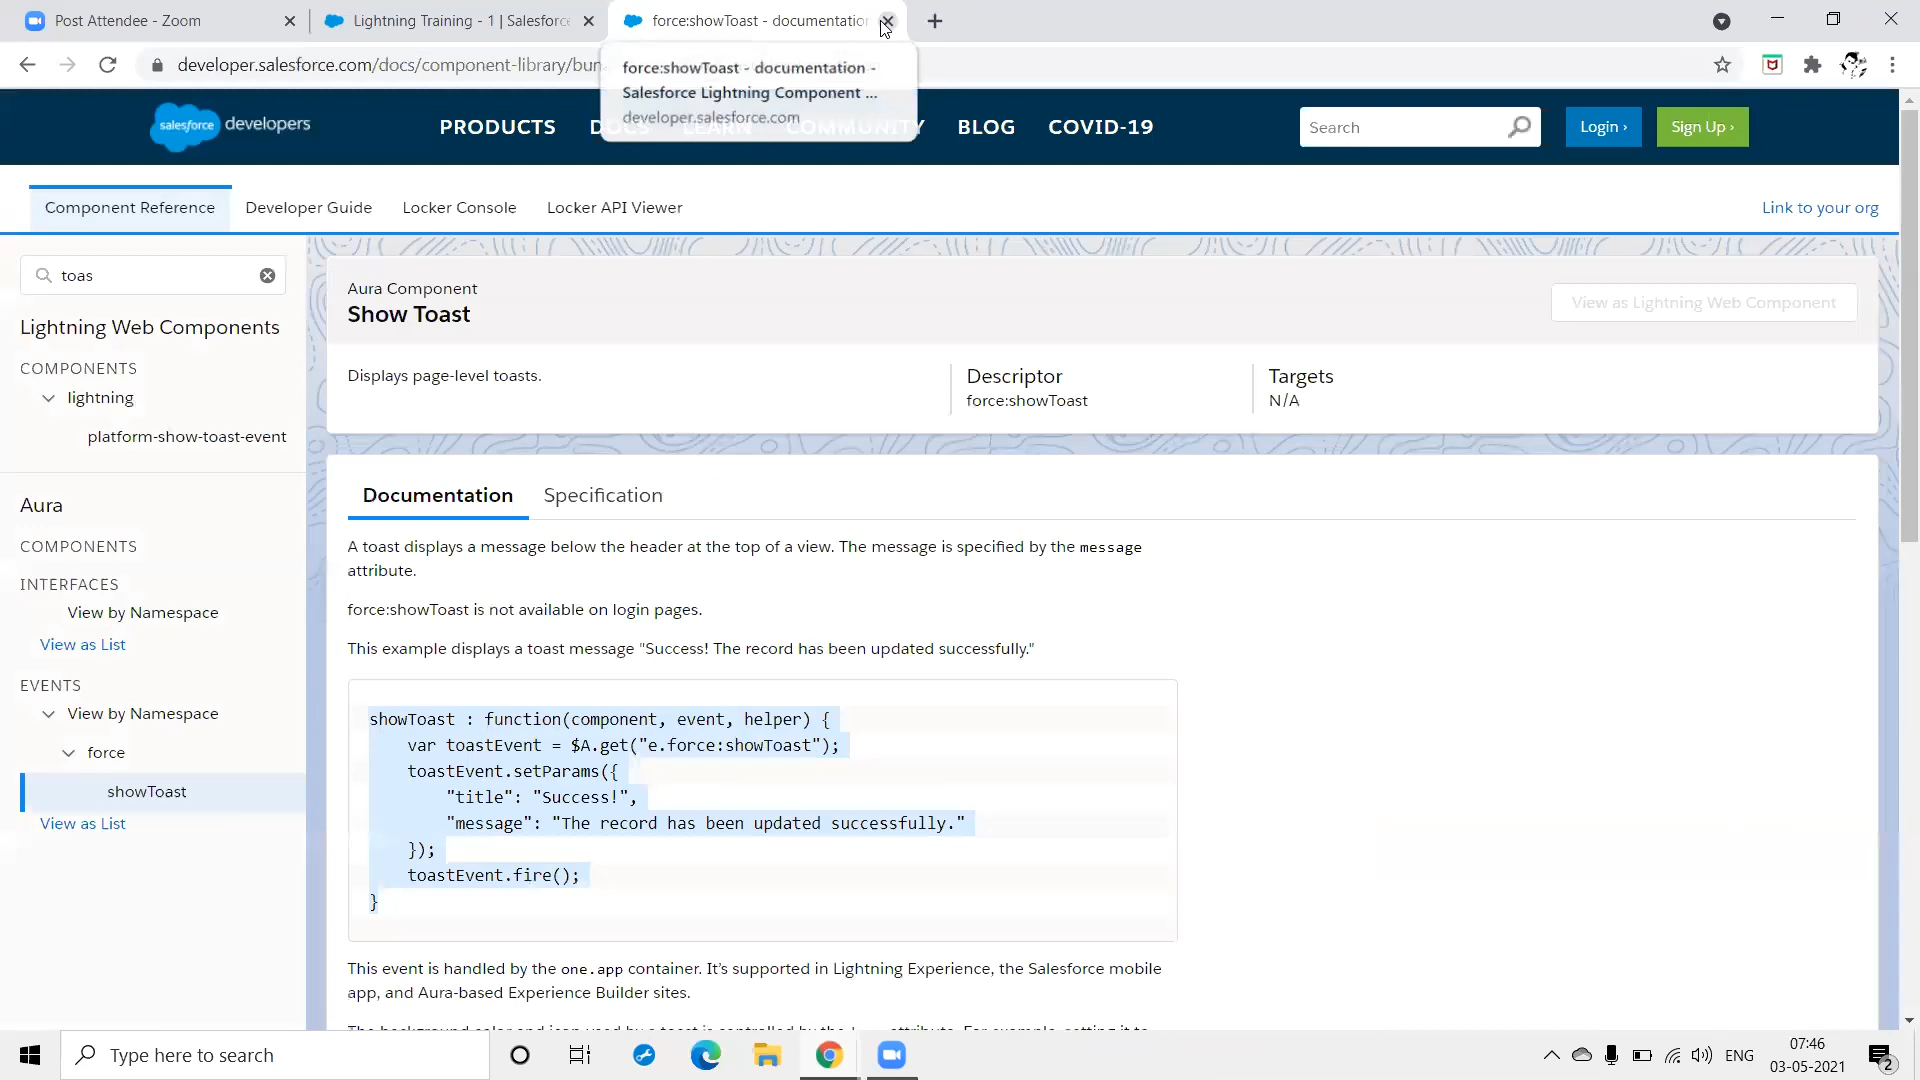 Post Attendee - Zoom
Lightning Training - 1 | Salesforc
force:showToast - documentation
developer.salesforce.com/docs/component-library/bun
force:showToast - documentation -
Salesforce Lightning Component ...
developer.salesforce.com
salesforce developers
PRODUCTS
DOCS
LEARN
COMMUNITY
BLOG
COVID-19
Search
Login ›
Sign Up ›
Component Reference
Developer Guide
Locker Console
Locker API Viewer
Link to your org
toas
Lightning Web Components
COMPONENTS
lightning
platform-show-toast-event
Aura
COMPONENTS
INTERFACES
View by Namespace
View as List
EVENTS
View by Namespace
force
showToast
View as List
Aura Component
Show Toast
View as Lightning Web Component
Displays page-level toasts.
Descriptor
force:showToast
Targets
N/A
Documentation
Specification
A toast displays a message below the header at the top of a view. The message is specified by the message
attribute.
force:showToast is not available on login pages.
This example displays a toast message "Success! The record has been updated successfully."
showToast : function(component, event, helper) {
var toastEvent = $A.get("e.force:showToast");
toastEvent.setParams({
"title": "Success!",
"message": "The record has been updated successfully."
});
toastEvent.fire();
}
This event is handled by the one.app container. It’s supported in Lightning Experience, the Salesforce mobile
app, and Aura-based Experience Builder sites.
Type here to search
ENG
07:46
03-05-2021
2